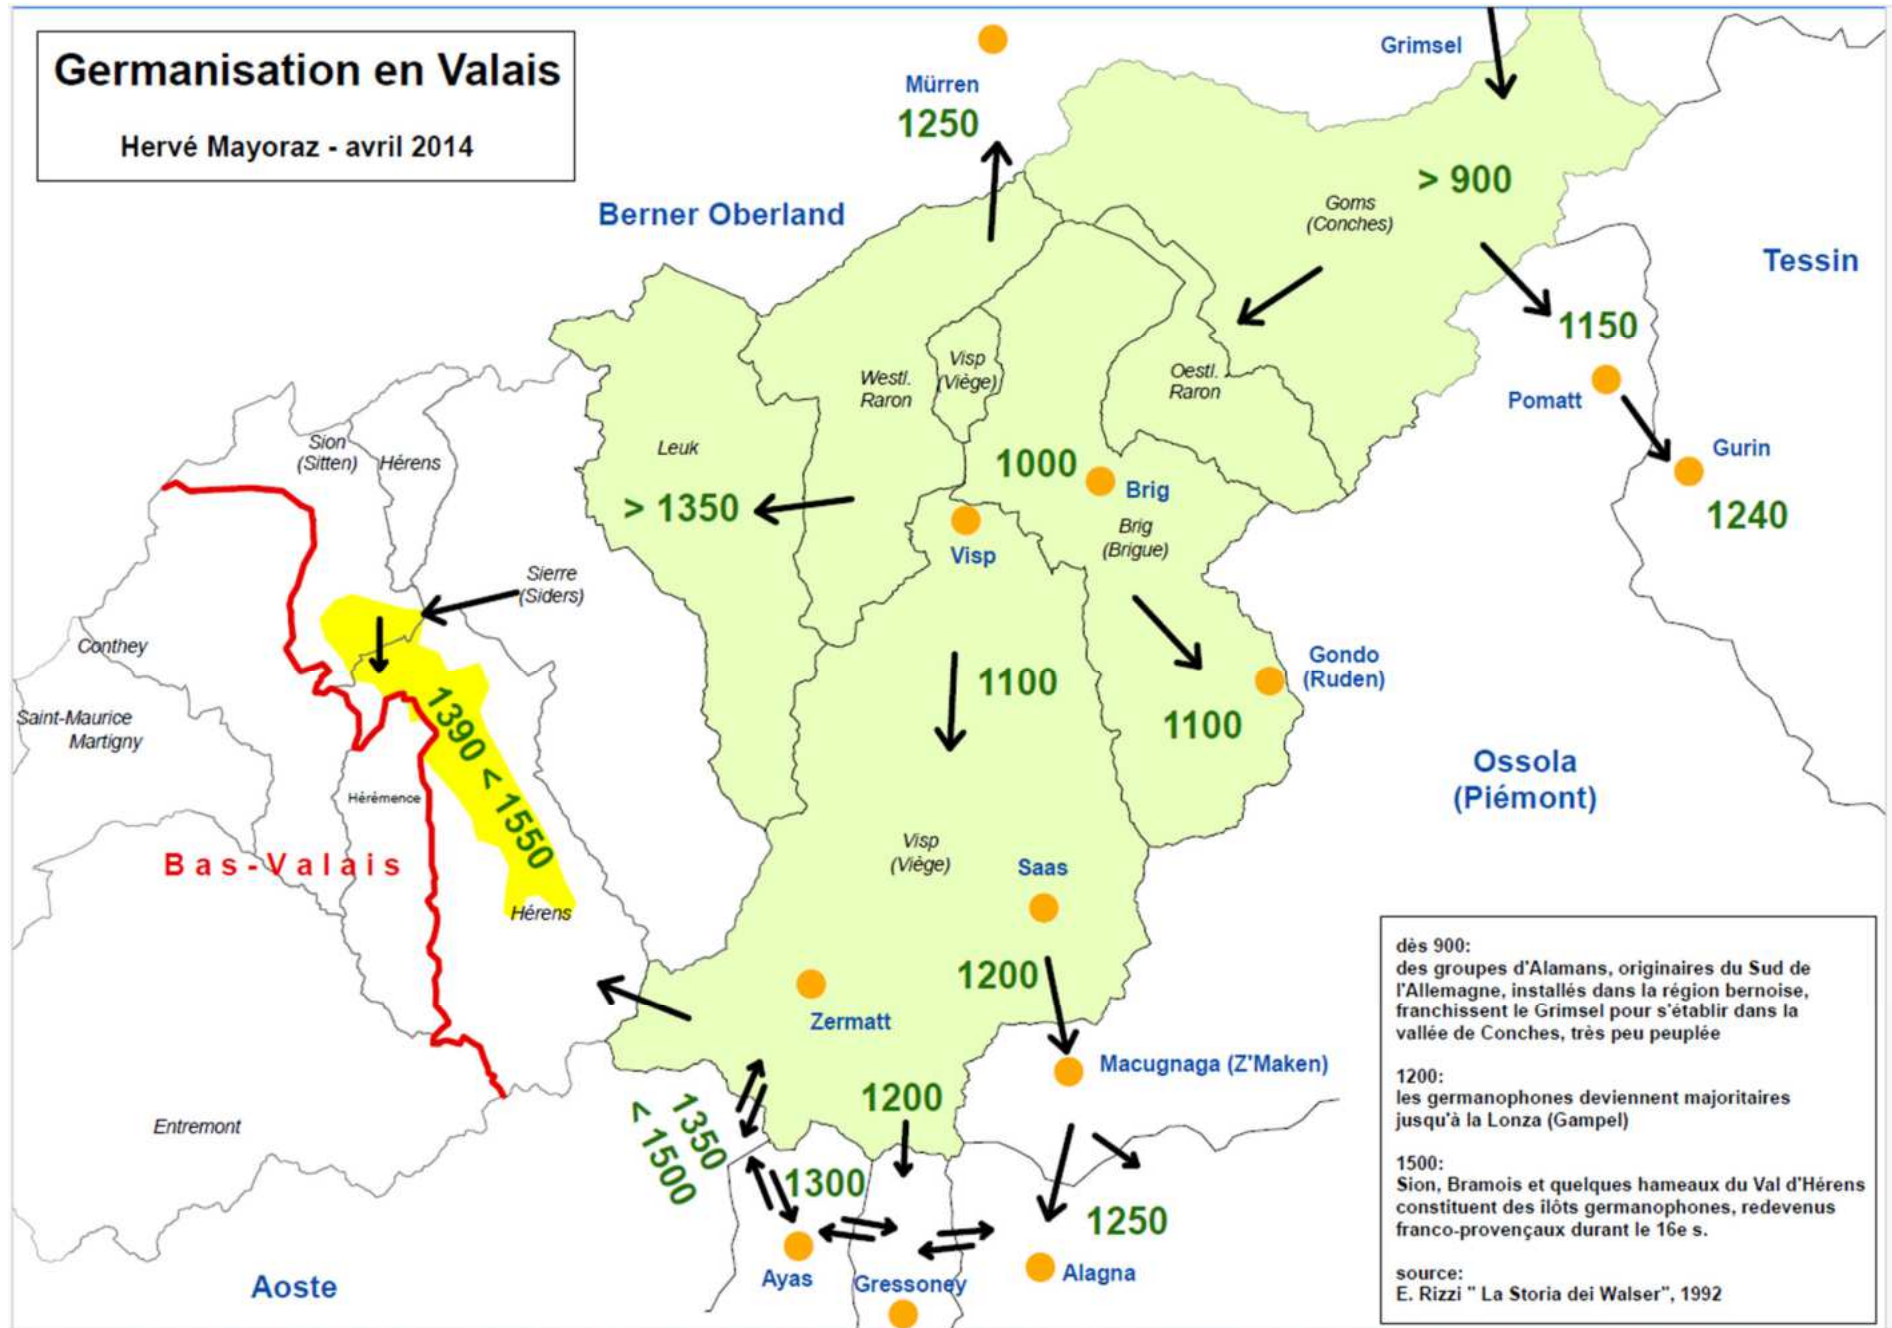 Germanisation en Valais
Hervé Mayoraz - avril 2014
Grimsel
Mürren
1250
Berner Oberland
> 900
Goms
(Conches)
Tessin
1150
Pomatt
Gurin
1240
Visp
(Viège)
Westl.
Raron
Oestl.
Raron
Sion
(Sitten)
Hérens
Leuk
> 1350
1000
Brig
Brig
(Brigue)
Visp
Sierre
(Siders)
Conthey
Gondo
(Ruden)
1100
1100
Saint-Maurice
Martigny
1390 < 1550
Hérémence
Ossola
(Piémont)
Bas-Valais
Visp
(Viège)
Saas
Hérens
1200
Zermatt
Macugnaga (Z'Maken)
Entremont
1350
< 1500
1200
1300
1250
Ayas
Gressoney
Alagna
Aoste
dès 900:
des groupes d'Alamans, originaires du Sud de
l'Allemagne, installés dans la région bernoise,
franchissent le Grimsel pour s'établir dans la
vallée de Conches, très peu peuplée
1200:
les germanophones deviennent majoritaires
jusqu'à la Lonza (Gampel)
1500:
Sion, Bramois et quelques hameaux du Val d'Hérens
constituent des îlôts germanophones, redevenus
franco-provençaux durant le 16e s.
source:
E. Rizzi " La Storia dei Walser", 1992